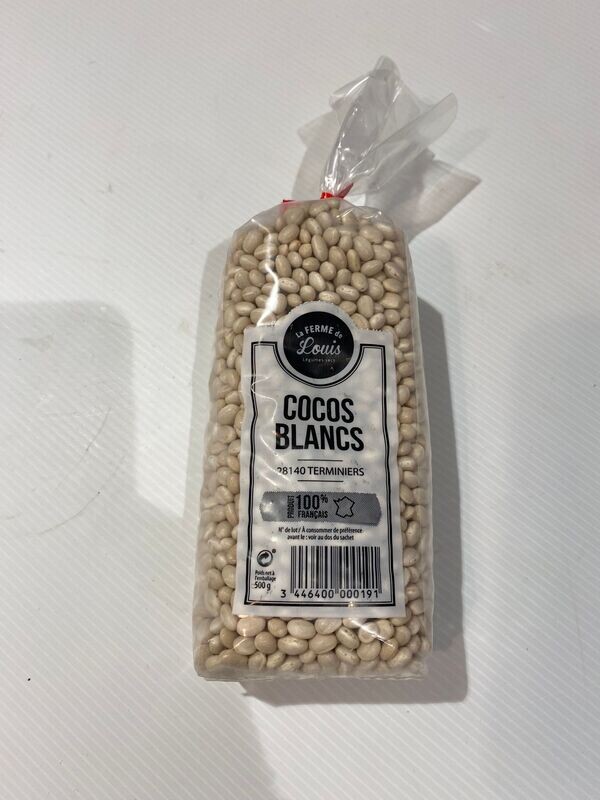 La FERME de
Louis
Légumes secs
COCOS
BLANCS
28140 TERMINIERS
PRODUIT
100%
FRANÇAIS
N° de lot / À consommer de préférence
avant le : voir au dos du sachet
Poids net à
l'emballage
500 g
3 446400 000191